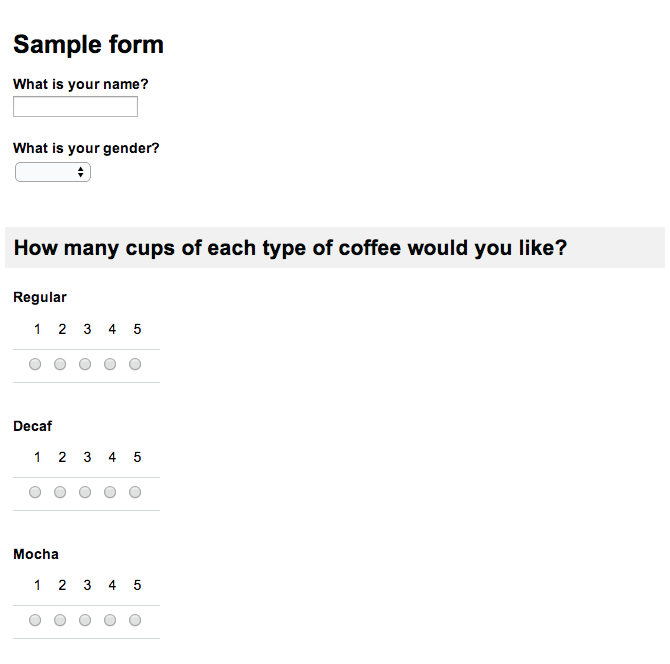 Sample form
What is your name?
What is your gender?
How many cups of each type of coffee would you like?
Regular
1 2 3 4 5
Decaf
1 2 3 4 5
Mocha
1 2 3 4 5